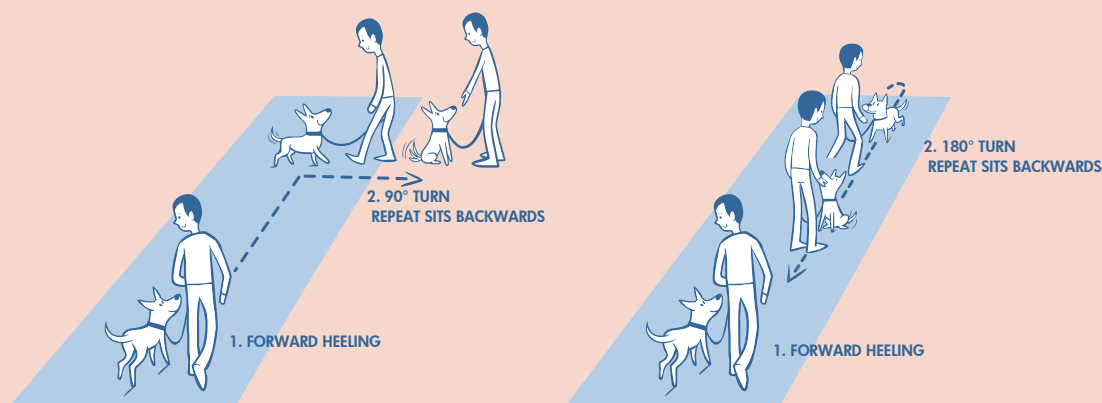 2. 90° TURN
REPEAT SITS BACKWARDS
1. FORWARD HEELING
2. 180° TURN
REPEAT SITS BACKWARDS
1. FORWARD HEELING